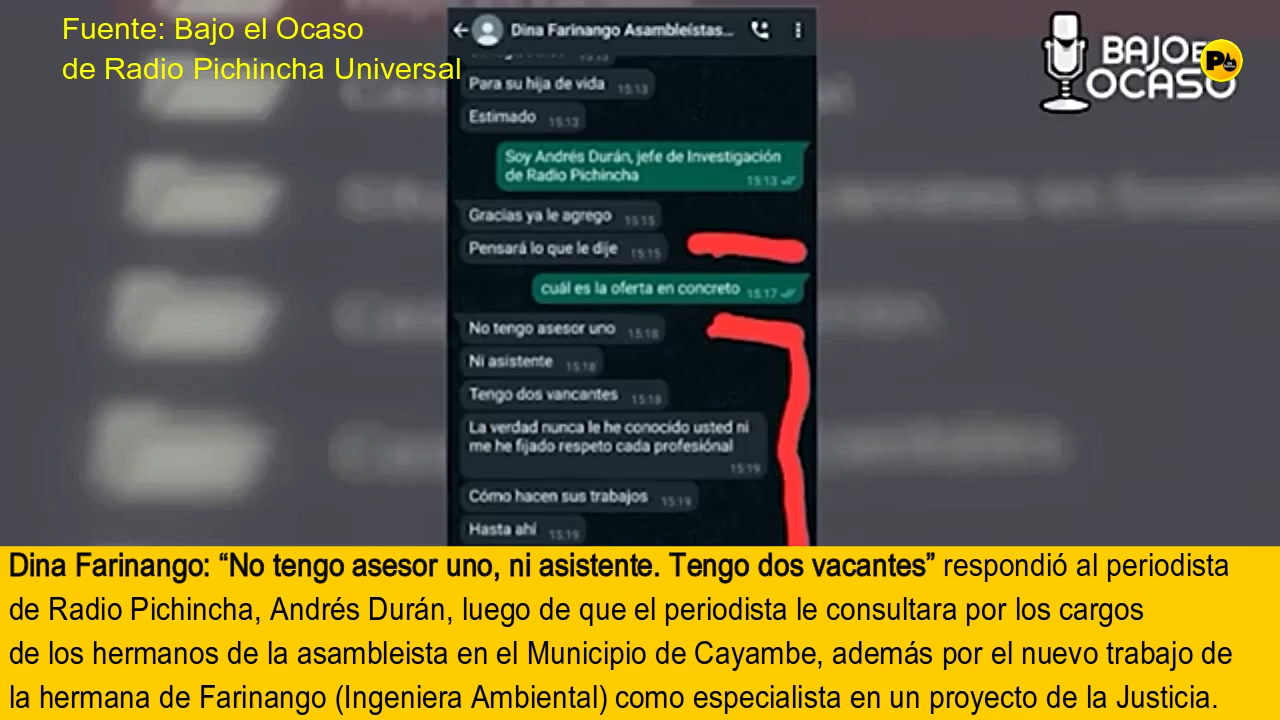 Fuente: Bajo el Ocaso
de Radio Pichincha Universal
BAJO
OCASO
Dina Farinango Asambleístas...
15:13
Para su hija de vida 15:13
Estimado 15:13
Soy Andrés Durán, jefe de Investigación
de Radio Pichincha
15:13
Gracias ya le agrego 15:15
Pensará lo que le dije 15:15
cuál es la oferta en concreto 15:17
No tengo asesor uno 15:18
Ni asistente 15:18
Tengo dos vancantes 15:18
La verdad nunca le he conocido usted ni
me he fijado respeto cada profesiónal
15:19
Cómo hacen sus trabajos 15:19
Hasta ahí 15:19
Dina Farinango: “No tengo asesor uno, ni asistente. Tengo dos vacantes” respondió al periodista
de Radio Pichincha, Andrés Durán, luego de que el periodista le consultara por los cargos
de los hermanos de la asambleista en el Municipio de Cayambe, además por el nuevo trabajo de
la hermana de Farinango (Ingeniera Ambiental) como especialista en un proyecto de la Justicia.